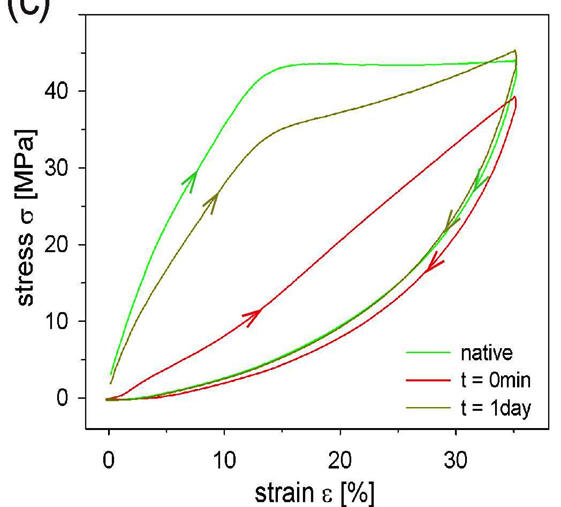 (c)
stress σ [MPa]
40
30
20
10
0
native
t = 0min
t = 1day
0
10
20
30
strain ε [%]